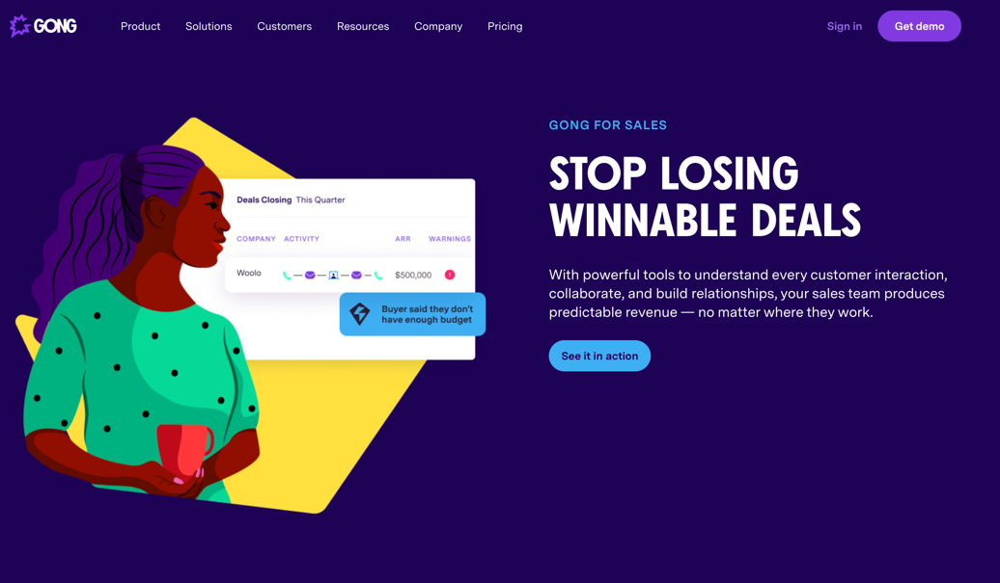 GONG
Product Solutions Customers Resources Company Pricing
Sign in
Get demo
GONG FOR SALES
STOP LOSING
WINNABLE DEALS
With powerful tools to understand every customer interaction,
collaborate, and build relationships, your sales team produces
predictable revenue — no matter where they work.
See it in action
Deals Closing This Quarter
COMPANY ACTIVITY ARR WARNINGS
Woolo $500,000 !
Buyer said they don't
have enough budget